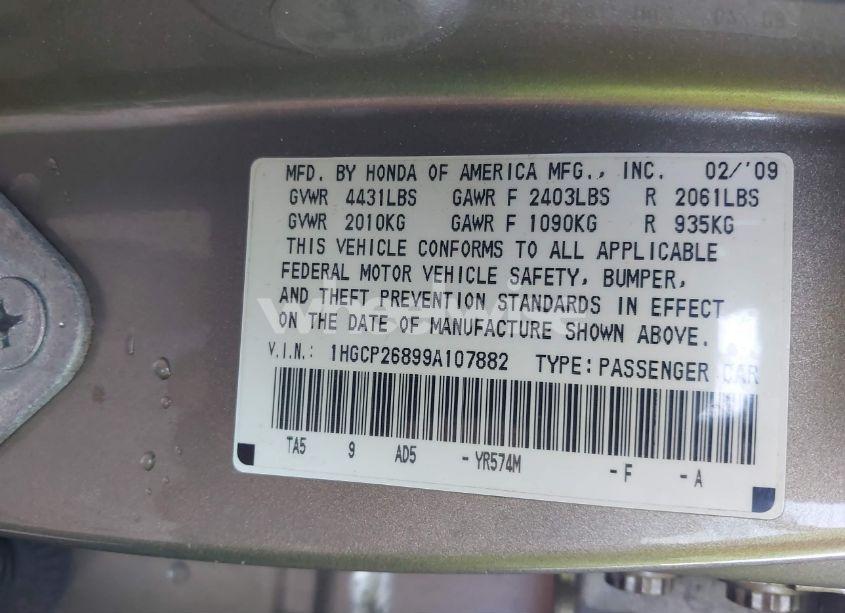 MFD. BY HONDA OF AMERICA MFG., INC. 02/'09
GVWR 4431LBS GAWR F 2403LBS R 2061LBS
GVWR 2010KG GAWR F 1090KG R 935KG
THIS VEHICLE CONFORMS TO ALL APPLICABLE
FEDERAL MOTOR VEHICLE SAFETY, BUMPER,
AND THEFT PREVENTION STANDARDS IN EFFECT
ON THE DATE OF MANUFACTURE SHOWN ABOVE.
V.I.N.: 1HGCP26899A107882 TYPE: PASSENGER CAR
TA5 9 AD5 - YR574M - F - A